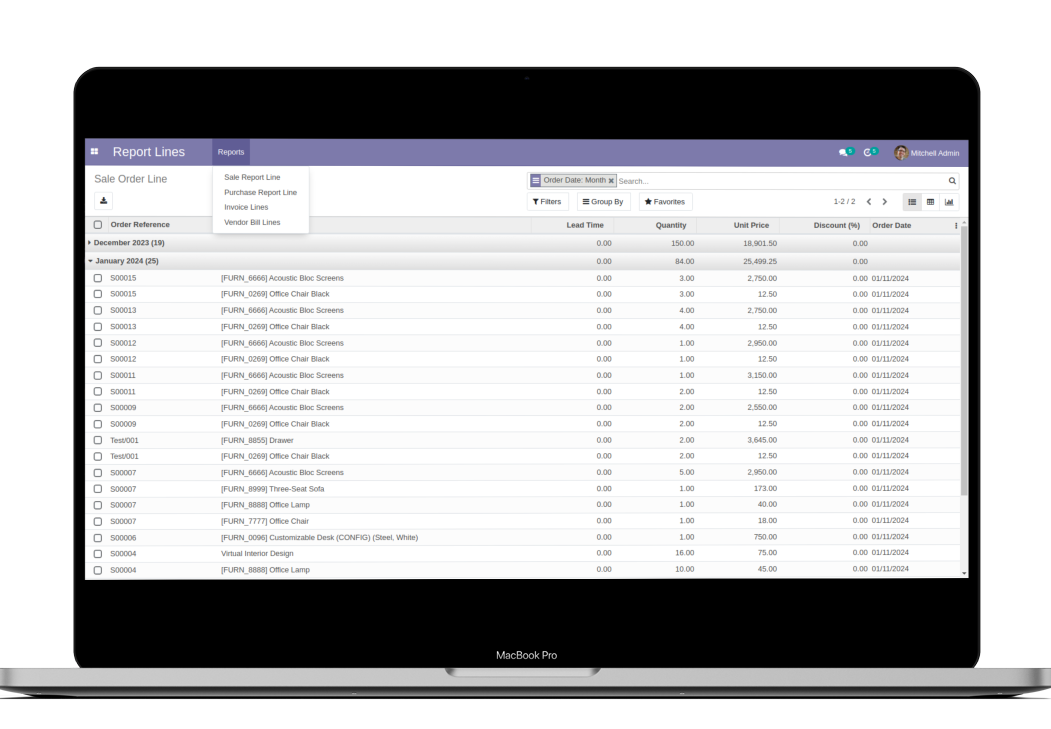 Report Lines Reports 5 5 Mitchell Admin
Sale Order Line
Order Date: Month × Search...
Sale Report Line
Purchase Report Line
Invoice Lines
Vendor Bill Lines
Filters Group By Favorites 1-2 / 2
Order Reference Lead Time Quantity Unit Price Discount (%) Order Date
December 2023 (19) 0.00 150.00 18,901.50 0.00
January 2024 (25) 0.00 84.00 25,499.25 0.00
S00015 [FURN_6666] Acoustic Bloc Screens 0.00 3.00 2,750.00 0.00 01/11/2024
S00015 [FURN_0269] Office Chair Black 0.00 3.00 12.50 0.00 01/11/2024
S00013 [FURN_6666] Acoustic Bloc Screens 0.00 4.00 2,750.00 0.00 01/11/2024
S00013 [FURN_0269] Office Chair Black 0.00 4.00 12.50 0.00 01/11/2024
S00012 [FURN_6666] Acoustic Bloc Screens 0.00 1.00 2,950.00 0.00 01/11/2024
S00012 [FURN_0269] Office Chair Black 0.00 1.00 12.50 0.00 01/11/2024
S00011 [FURN_6666] Acoustic Bloc Screens 0.00 1.00 3,150.00 0.00 01/11/2024
S00011 [FURN_0269] Office Chair Black 0.00 2.00 12.50 0.00 01/11/2024
S00009 [FURN_6666] Acoustic Bloc Screens 0.00 2.00 2,550.00 0.00 01/11/2024
S00009 [FURN_0269] Office Chair Black 0.00 2.00 12.50 0.00 01/11/2024
Test/001 [FURN_8855] Drawer 0.00 2.00 3,645.00 0.00 01/11/2024
Test/001 [FURN_0269] Office Chair Black 0.00 2.00 12.50 0.00 01/11/2024
S00007 [FURN_6666] Acoustic Bloc Screens 0.00 5.00 2,950.00 0.00 01/11/2024
S00007 [FURN_8999] Three-Seat Sofa 0.00 1.00 173.00 0.00 01/11/2024
S00007 [FURN_8888] Office Lamp 0.00 1.00 40.00 0.00 01/11/2024
S00007 [FURN_7777] Office Chair 0.00 1.00 18.00 0.00 01/11/2024
S00006 [FURN_0096] Customizable Desk (CONFIG) (Steel, White) 0.00 1.00 750.00 0.00 01/11/2024
S00004 Virtual Interior Design 0.00 16.00 75.00 0.00 01/11/2024
S00004 [FURN_8888] Office Lamp 0.00 10.00 45.00 0.00 01/11/2024
MacBook Pro